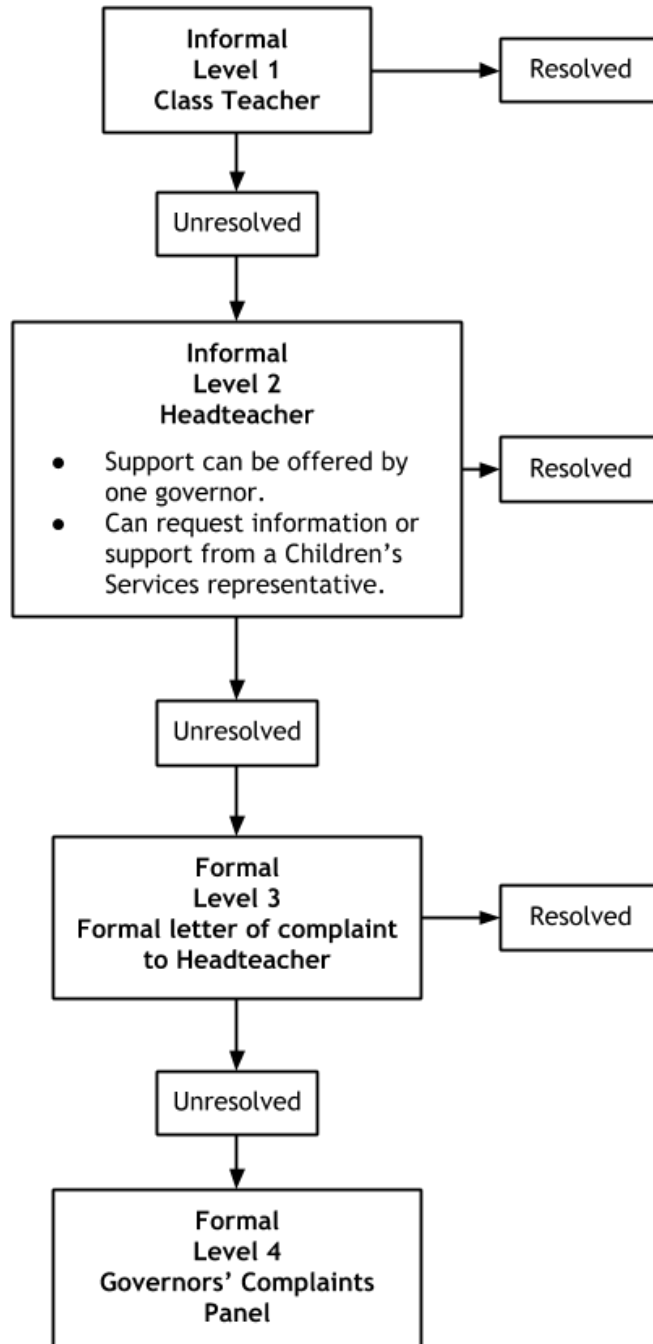 Informal
Level 1
Class Teacher
Resolved
Unresolved
Informal
Level 2
Headteacher
● Support can be offered by
one governor.
● Can request information or
support from a Children’s
Services representative.
Resolved
Unresolved
Formal
Level 3
Formal letter of complaint
to Headteacher
Resolved
Unresolved
Formal
Level 4
Governors’ Complaints
Panel